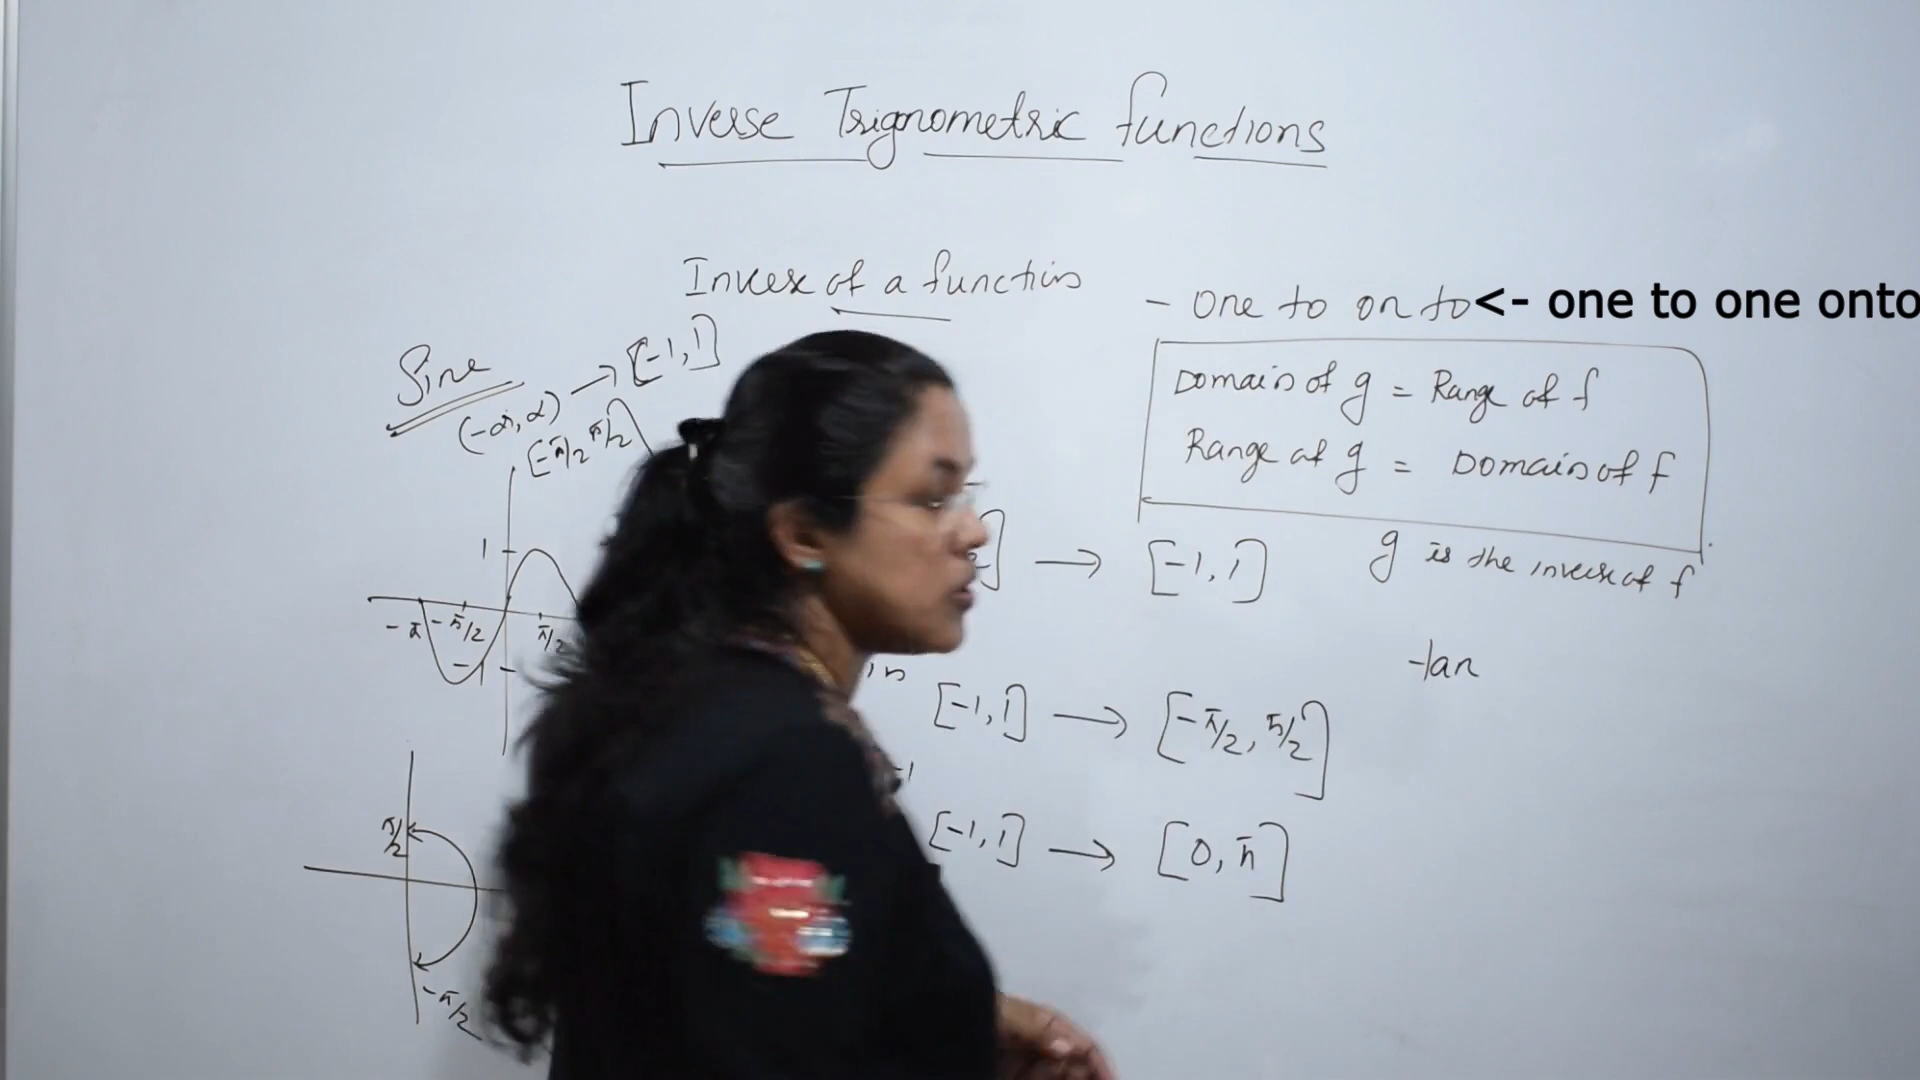 Inverse Trignometric functions
Inverse of a function
- One to on to <- one to one onto
Sine
(-∞, ∞) → [-1, 1]
[-π/2 π/2
Domain of g = Range of f
Range of g = Domain of f
g is the inverse of f
1
-π -π/2 π/2
-1
→ [-1, 1]
tan
[-1, 1] → [-π/2, π/2]
-1
[-1, 1] → [0, π]
π/2
-π/2